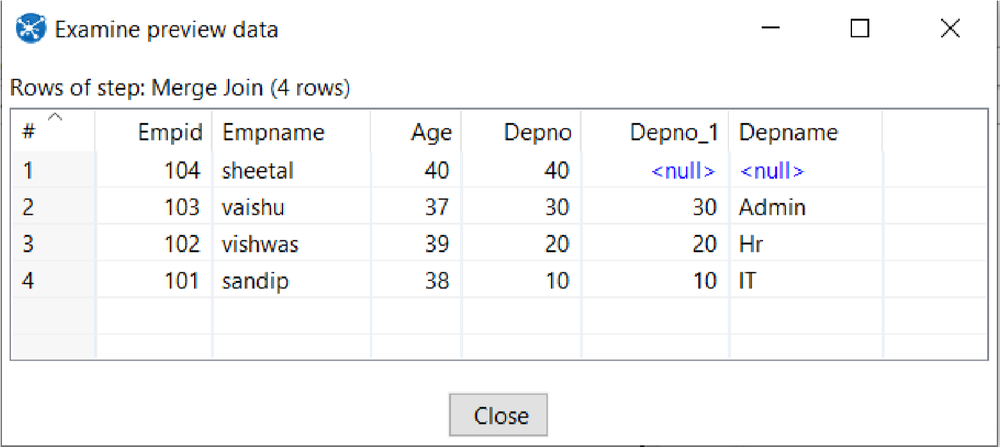 Examine preview data
Rows of step: Merge Join (4 rows)
# Empid Empname Age Depno Depno_1 Depname
1 104 sheetal 40 40 <null> <null>
2 103 vaishu 37 30 30 Admin
3 102 vishwas 39 20 20 Hr
4 101 sandip 38 10 10 IT
Close